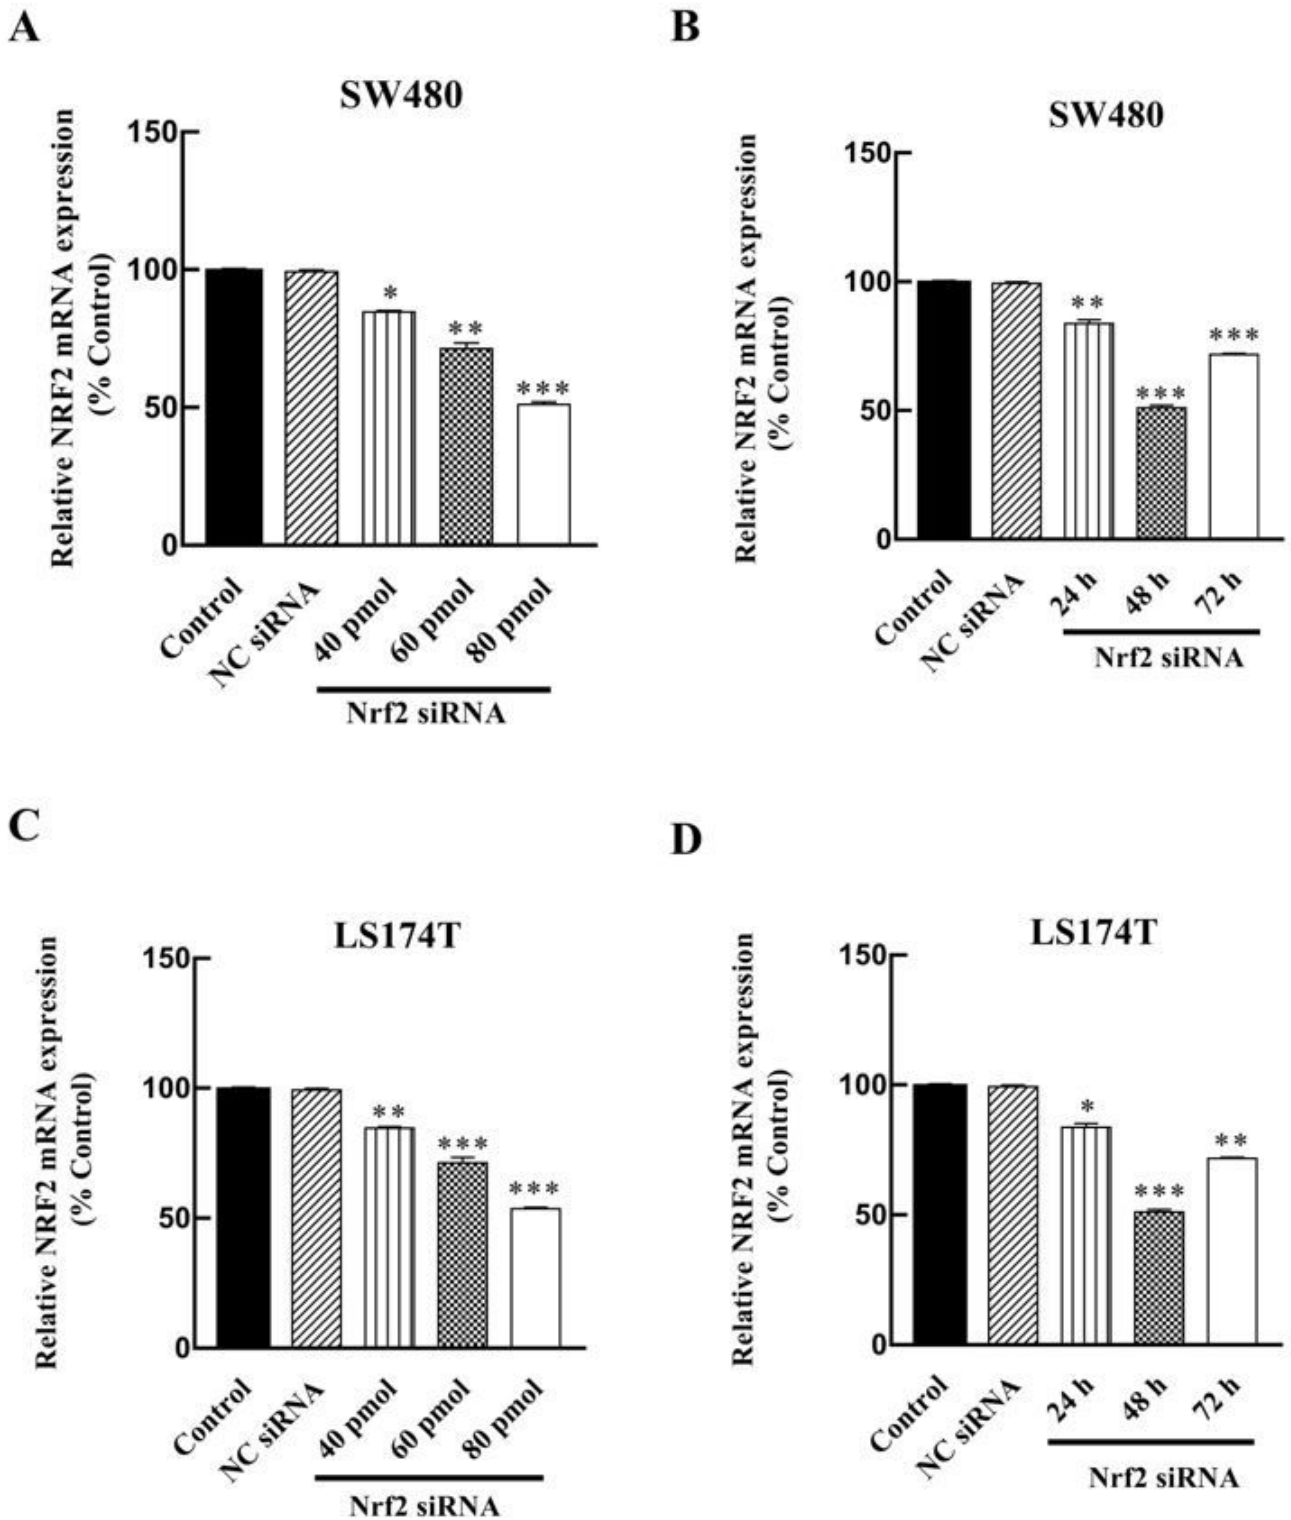 A
SW480
Relative NRF2 mRNA expression
(% Control)
150
100
50
0
*
**
***
Control
NC siRNA
40 pmol
60 pmol
80 pmol
Nrf2 siRNA
B
SW480
Relative NRF2 mRNA expression
(% Control)
150
100
50
0
**
***
***
Control
NC siRNA
24 h
48 h
72 h
Nrf2 siRNA
C
LS174T
Relative NRF2 mRNA expression
(% Control)
150
100
50
0
**
***
***
Control
NC siRNA
40 pmol
60 pmol
80 pmol
Nrf2 siRNA
D
LS174T
Relative NRF2 mRNA expression
(% Control)
150
100
50
0
*
***
**
Control
NC siRNA
24 h
48 h
72 h
Nrf2 siRNA